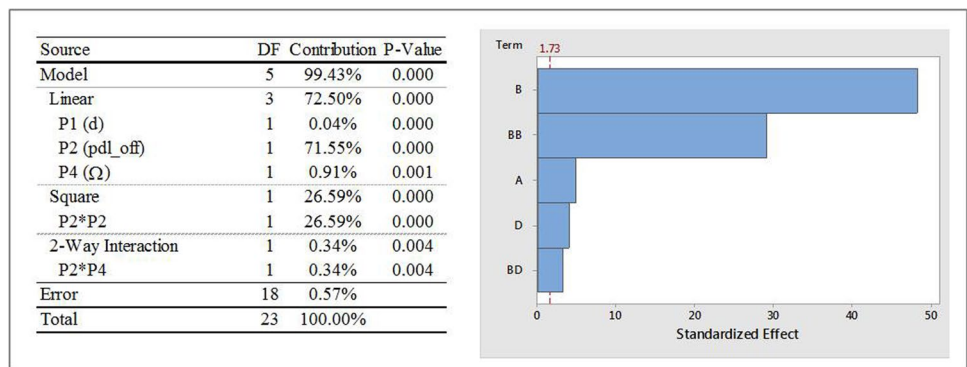 Source DF Contribution P-Value
Model 5 99.43% 0.000
Linear 3 72.50% 0.000
P1 (d) 1 0.04% 0.000
P2 (pdl_off) 1 71.55% 0.000
P4 (Ω) 1 0.91% 0.001
Square 1 26.59% 0.000
P2*P2 1 26.59% 0.000
2-Way Interaction 1 0.34% 0.004
P2*P4 1 0.34% 0.004
Error 18 0.57%
Total 23 100.00%
Term 1.73
B
BB
A
D
BD
0 10 20 30 40 50
Standardized Effect